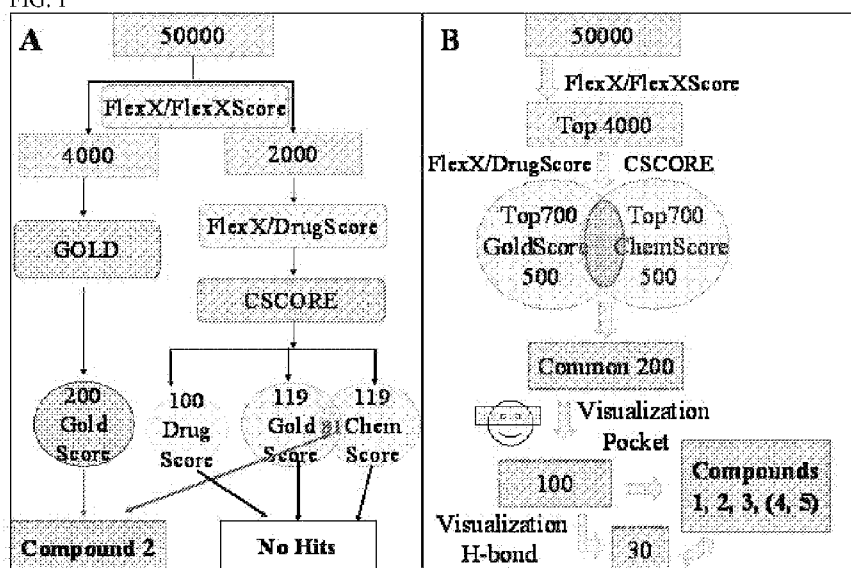 FIG. 1
A
50000
FlexX/FlexXScore
4000
2000
GOLD
FlexX/DrugScore
CSCORE
200
Gold
Score
100
Drug
Score
119
Gold
Score
119
Chem
Score
Compound 2
No Hits
B
50000
FlexX/FlexXScore
Top 4000
FlexX/DrugScore
CSCORE
Top700
GoldScore
500
Top700
ChemScore
500
Common 200
Visualization
Pocket
100
Compounds
1, 2, 3, (4, 5)
Visualization
H-bond
30